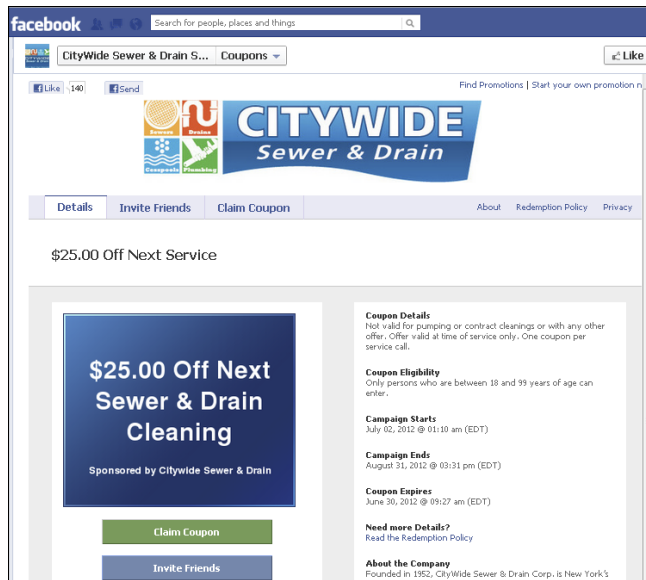 facebook
Search for people, places and things
CityWide Sewer & Drain S... Coupons
Like
Like 140 Send
Find Promotions | Start your own promotion n
Sewers Drains
Cesspools Plumbing
CITYWIDE
Sewer & Drain
Details Invite Friends Claim Coupon About Redemption Policy Privacy
$25.00 Off Next Service
$25.00 Off Next
Sewer & Drain
Cleaning
Sponsored by Citywide Sewer & Drain
Claim Coupon
Invite Friends
Coupon Details
Not valid for pumping or contract cleanings or with any other
offer. Offer valid at time of service only. One coupon per
service call.
Coupon Eligibility
Only persons who are between 18 and 99 years of age can
enter.
Campaign Starts
July 02, 2012 @ 01:10 am (EDT)
Campaign Ends
August 31, 2012 @ 03:31 pm (EDT)
Coupon Expires
June 30, 2012 @ 09:27 am (EDT)
Need more Details?
Read the Redemption Policy
About the Company
Founded in 1952, CityWide Sewer & Drain Corp. is New York's